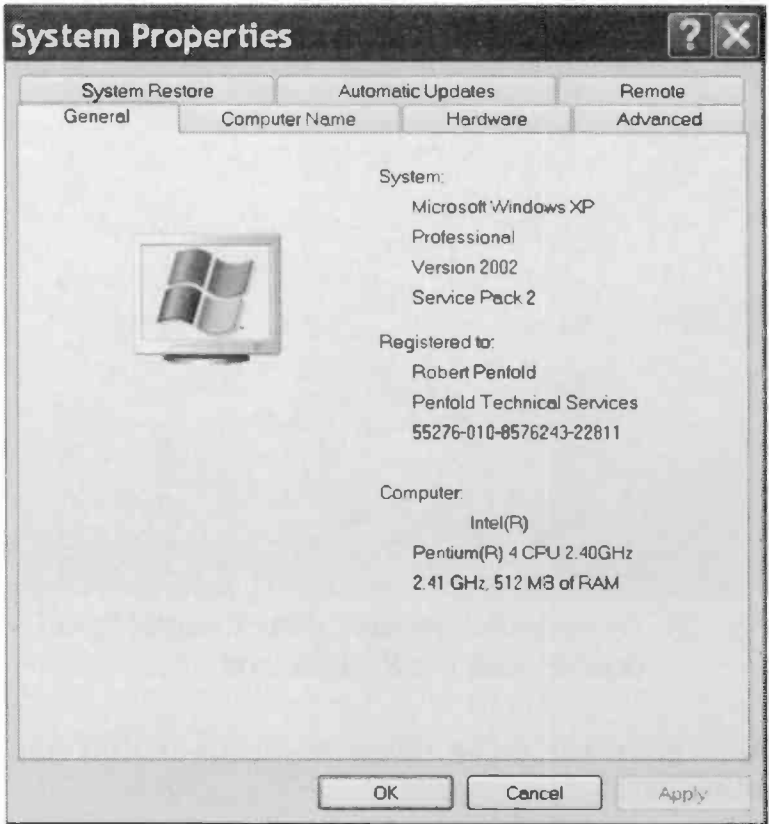 System Properties
? X
System Restore Automatic Updates Remote
General Computer Name Hardware Advanced
System:
Microsoft Windows XP
Professional
Version 2002
Service Pack 2
Registered to:
Robert Penfold
Penfold Technical Services
55276-010-8576243-22811
Computer:
Intel(R)
Pentium(R) 4 CPU 2.40GHz
2.41 GHz, 512 MB of RAM
OK Cancel Apply